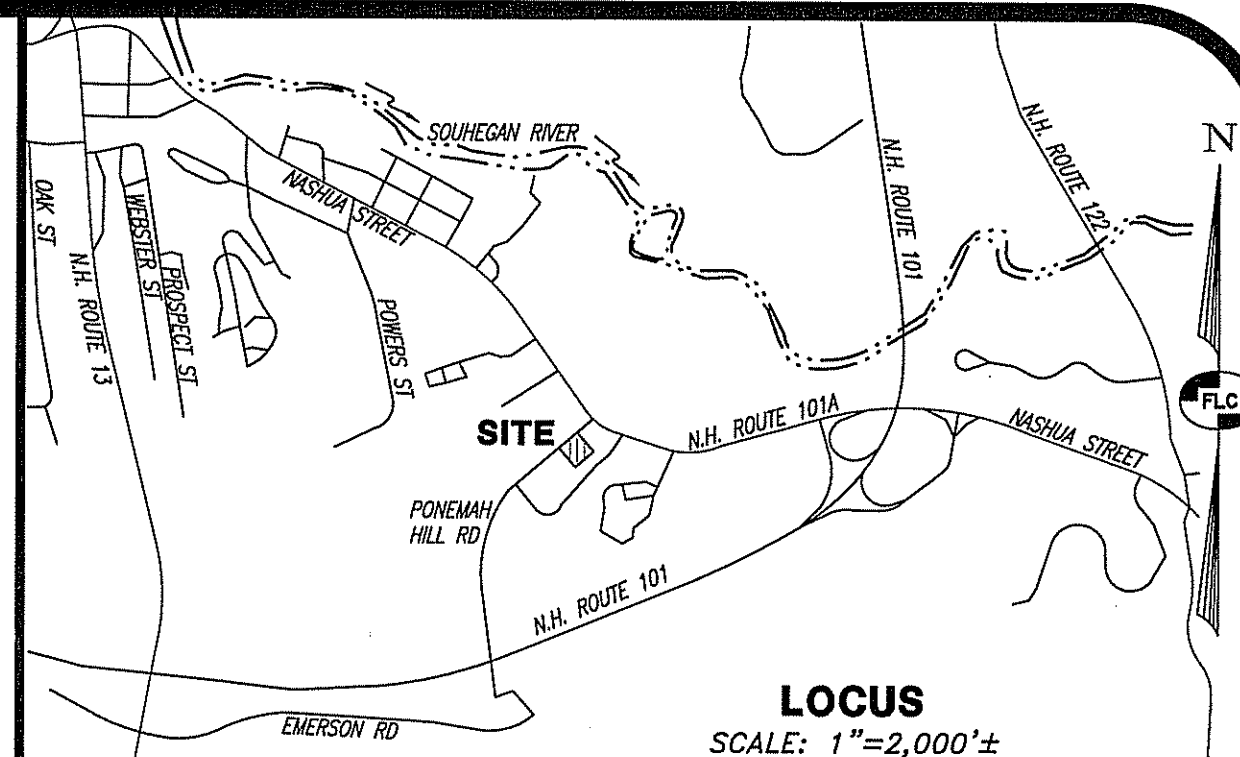 SOUHEGAN RIVER
N.H. ROUTE 122
N
N.H. ROUTE 101
NASHUA STREET
OAK ST
WEBSTER ST
PROSPECT ST
N.H. ROUTE 13
POWERS ST
FLC
SITE
N.H. ROUTE 101A
NASHUA STREET
PONEMAH
HILL RD
N.H. ROUTE 101
EMERSON RD
LOCUS
SCALE: 1"=2,000'±